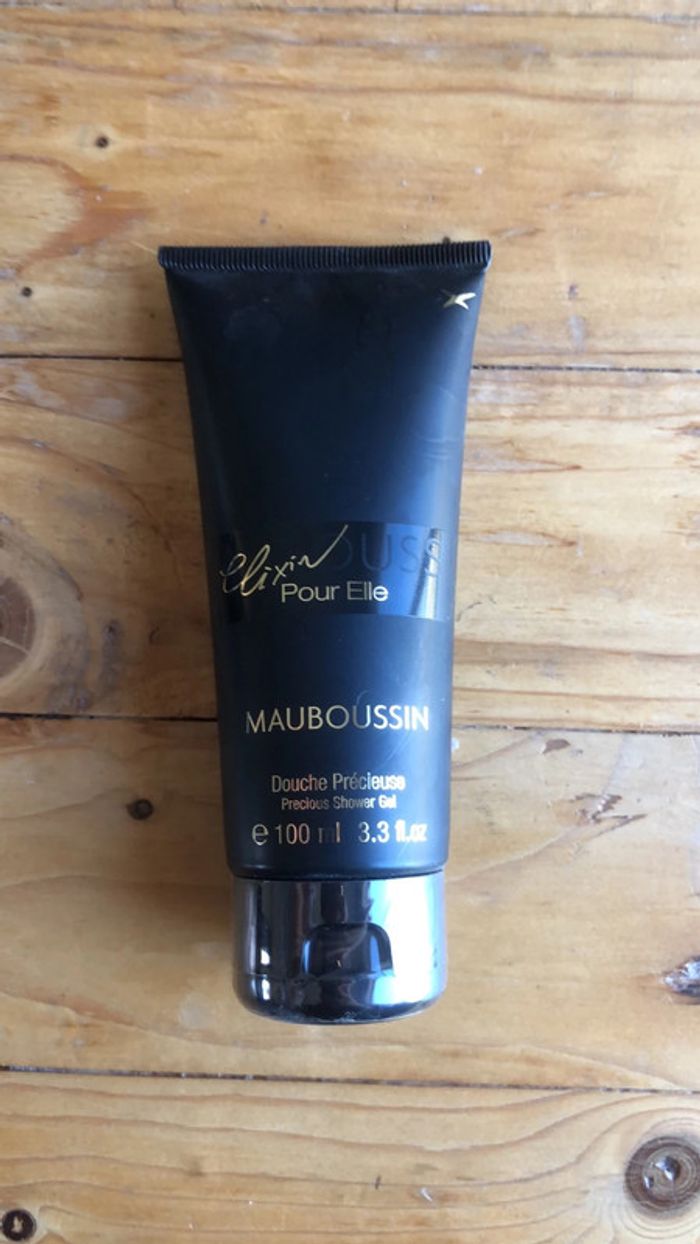 elixir
Pour Elle
MAUBOUSSIN
Douche Précieuse
Precious Shower Gel
e 100 ml 3.3 fl.oz